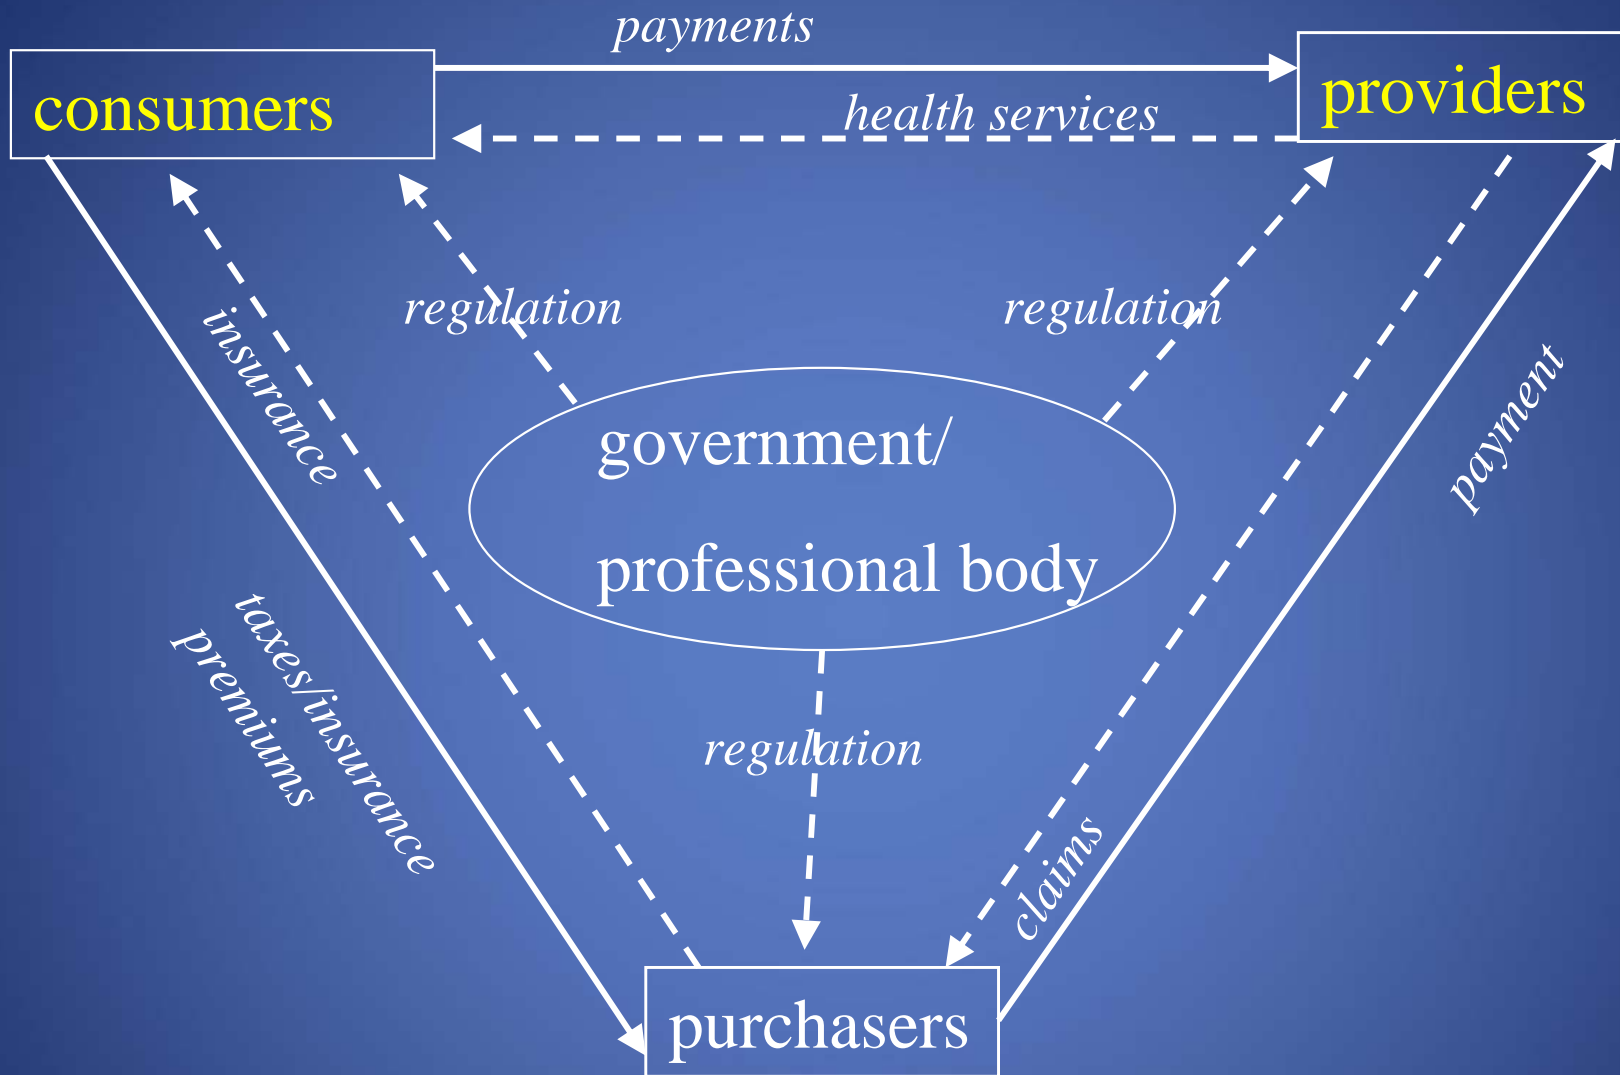 payments
consumers
providers
health services
regulation
regulation
insurance
payment
government/
professional body
taxes/insurance
premiums
regulation
claims
purchasers